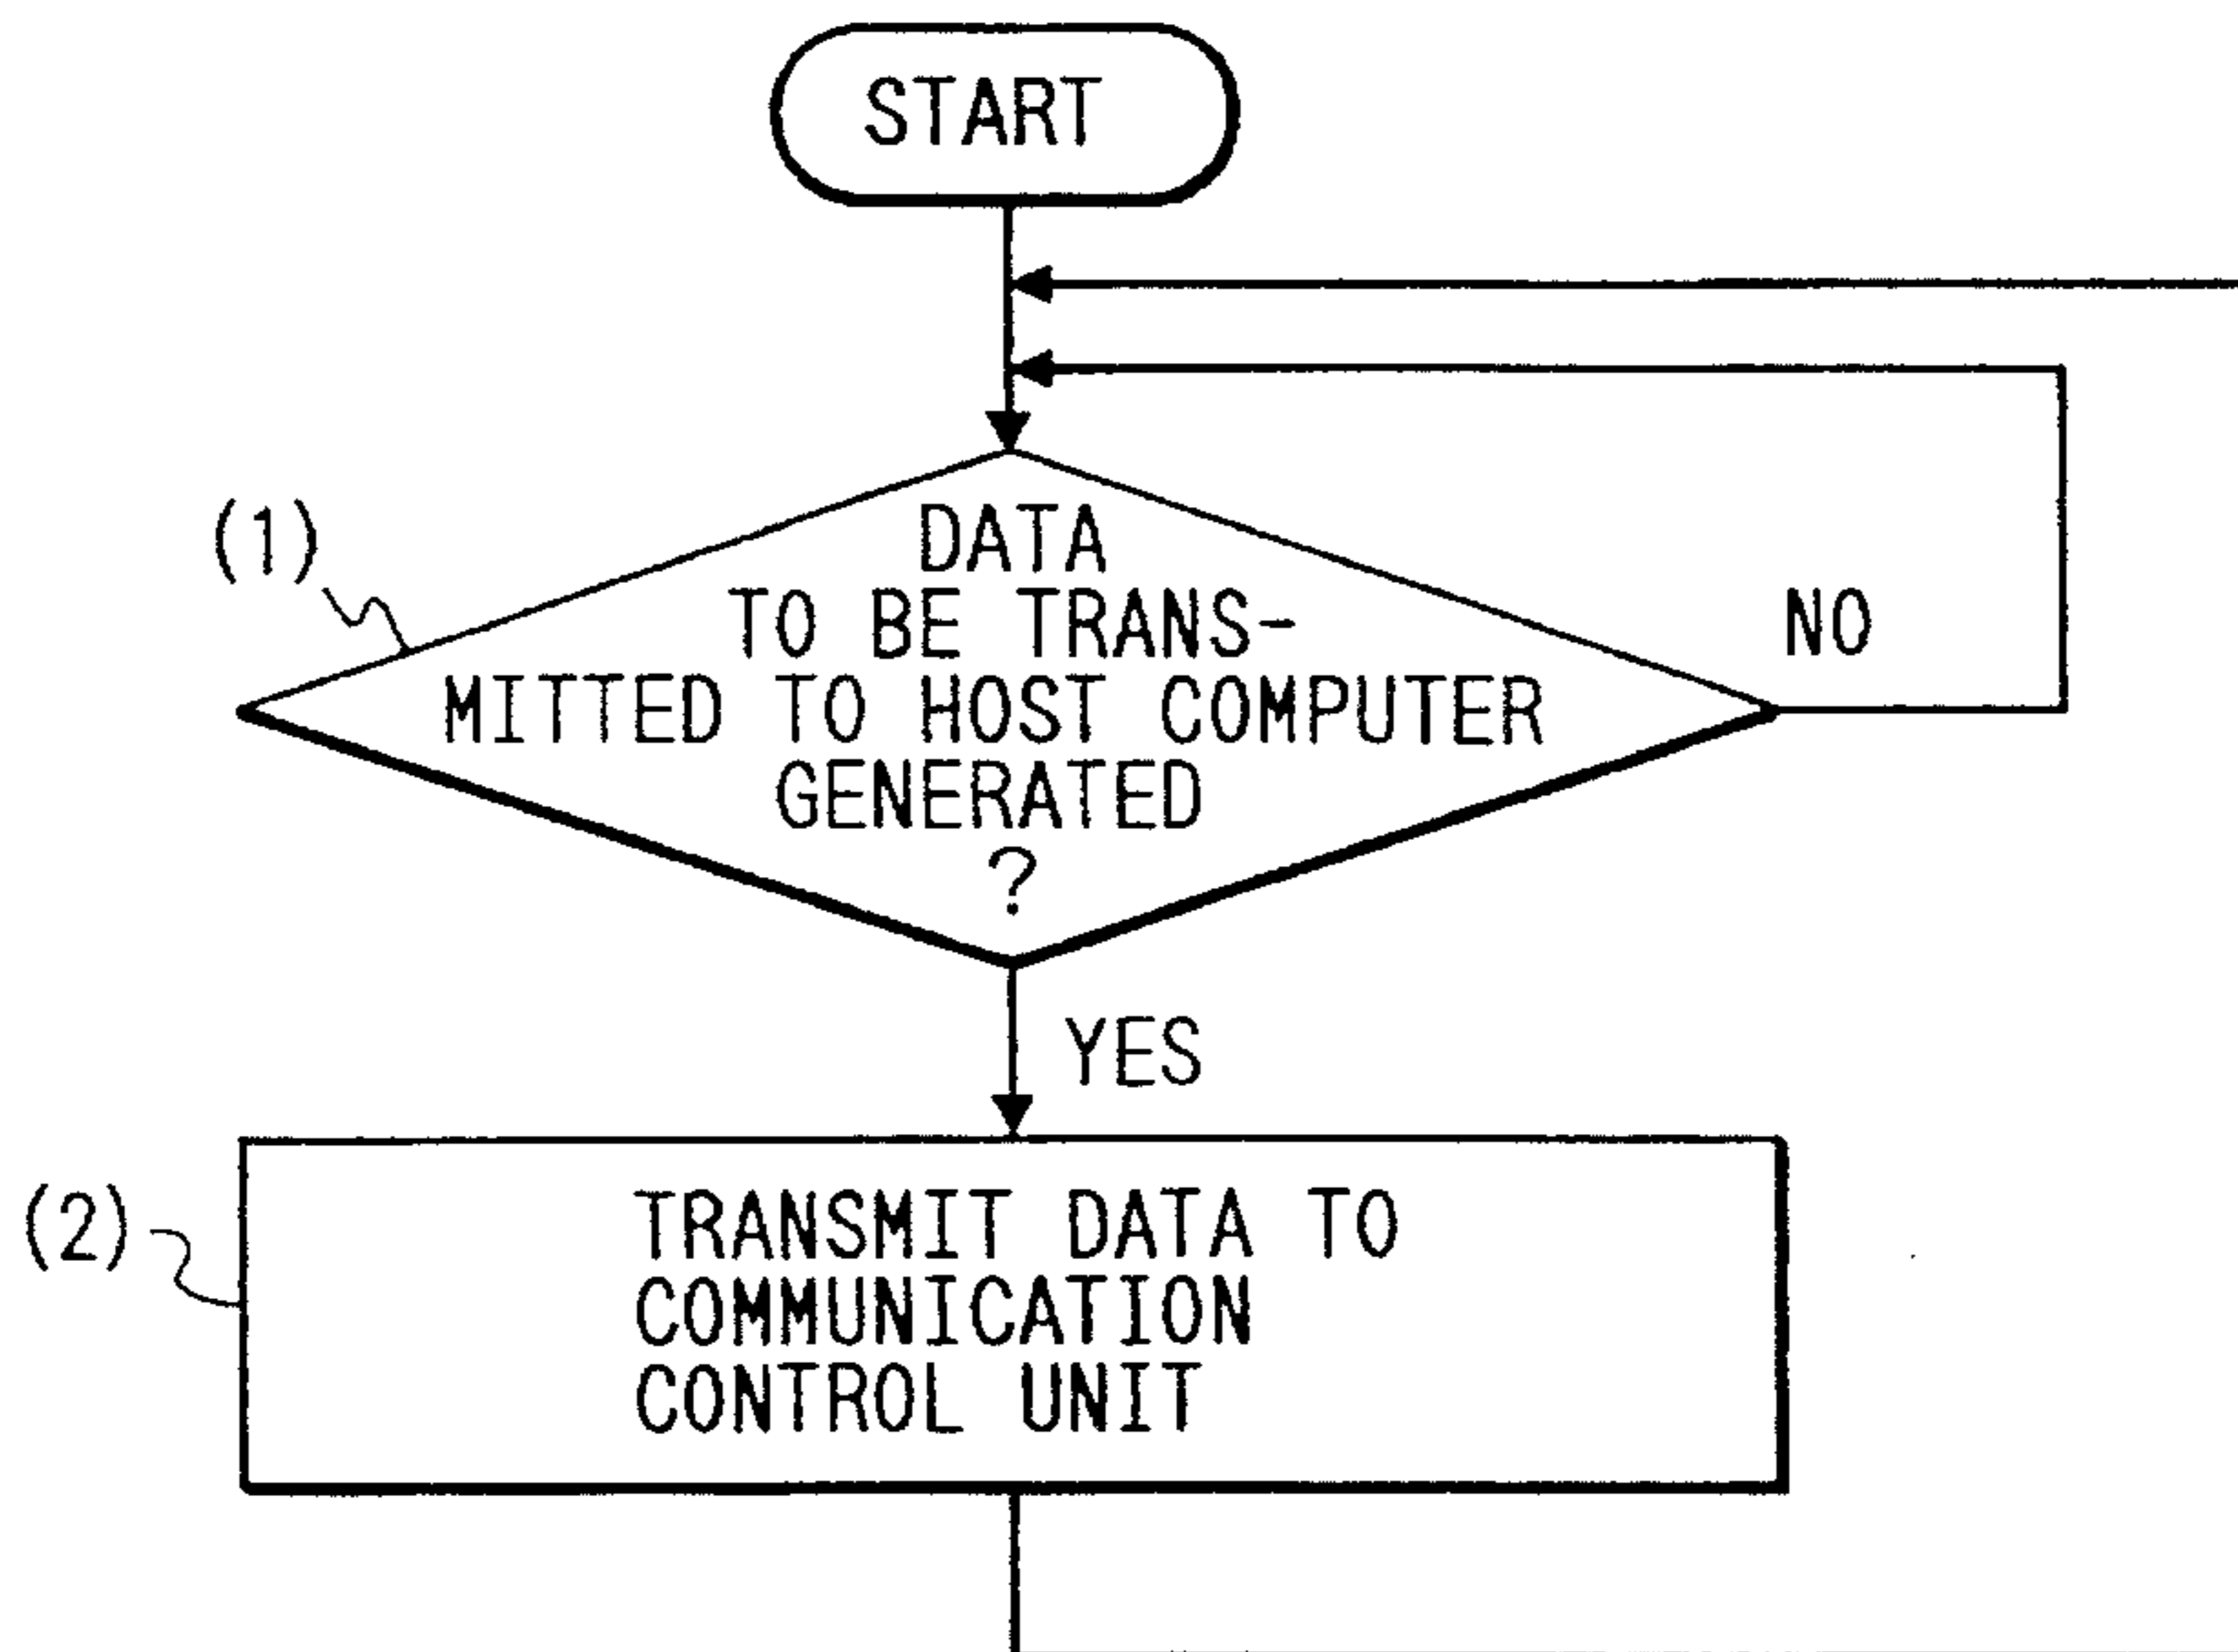 START
(1)
DATA
TO BE TRANS-
MITTED TO HOST COMPUTER
GENERATED
?
NO
YES
(2)
TRANSMIT DATA TO
COMMUNICATION
CONTROL UNIT